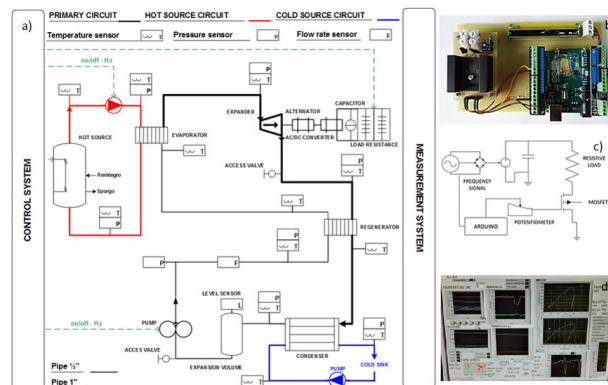 PRIMARY CIRCUIT HOT SOURCE CIRCUIT COLD SOURCE CIRCUIT
a)
Temperature sensor T Pressure sensor P Flow rate sensor F
on/off - Hz
T
T
P
P
T
HOT SOURCE
EVAPORATOR
EXPANDER
ALTERNATOR
CAPACITOR
AC/DC CONVERTER
LOAD RESISTANCE
T
ACCESS VALVE
T
P
T
Reintegro
Spurgo
T
P
CONTROL SYSTEM
MEASUREMENT SYSTEM
REGENERATOR
T
T
P
F
LEVEL SENSOR
L
P
T
P
T
on/off - Hz
PUMP
ACCES VALVE
EXPANSION VOLUME
CONDENSER
COLD SINK
PUMP
T
Pipe ½"
Pipe 1"
c)
FREQUENCY
SIGNAL
RESISTIVE
LOAD
MOSFET
ARDUINO
POTENTIOMETER
d